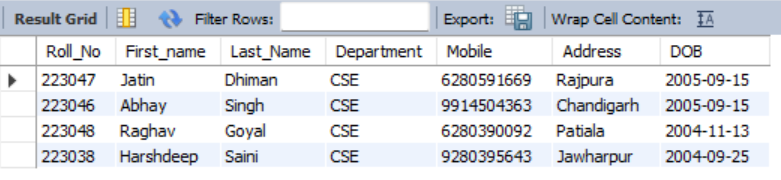 Result Grid Filter Rows: Export: Wrap Cell Content: IA
Roll_No First_name Last_Name Department Mobile Address DOB
223047 Jatin Dhiman CSE 6280591669 Rajpura 2005-09-15
223046 Abhay Singh CSE 9914504363 Chandigarh 2005-09-15
223048 Raghav Goyal CSE 6280390092 Patiala 2004-11-13
223038 Harshdeep Saini CSE 9280395643 Jawharpur 2004-09-25